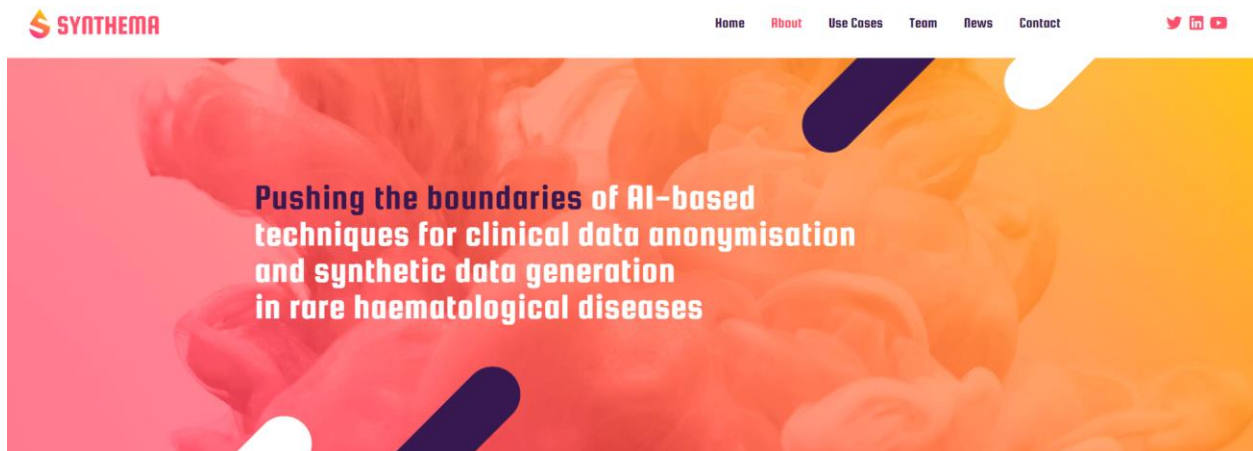 SYNTHEMA
Home About Use Cases Team News Contact
Pushing the boundaries of AI-based
techniques for clinical data anonymisation
and synthetic data generation
in rare haematological diseases